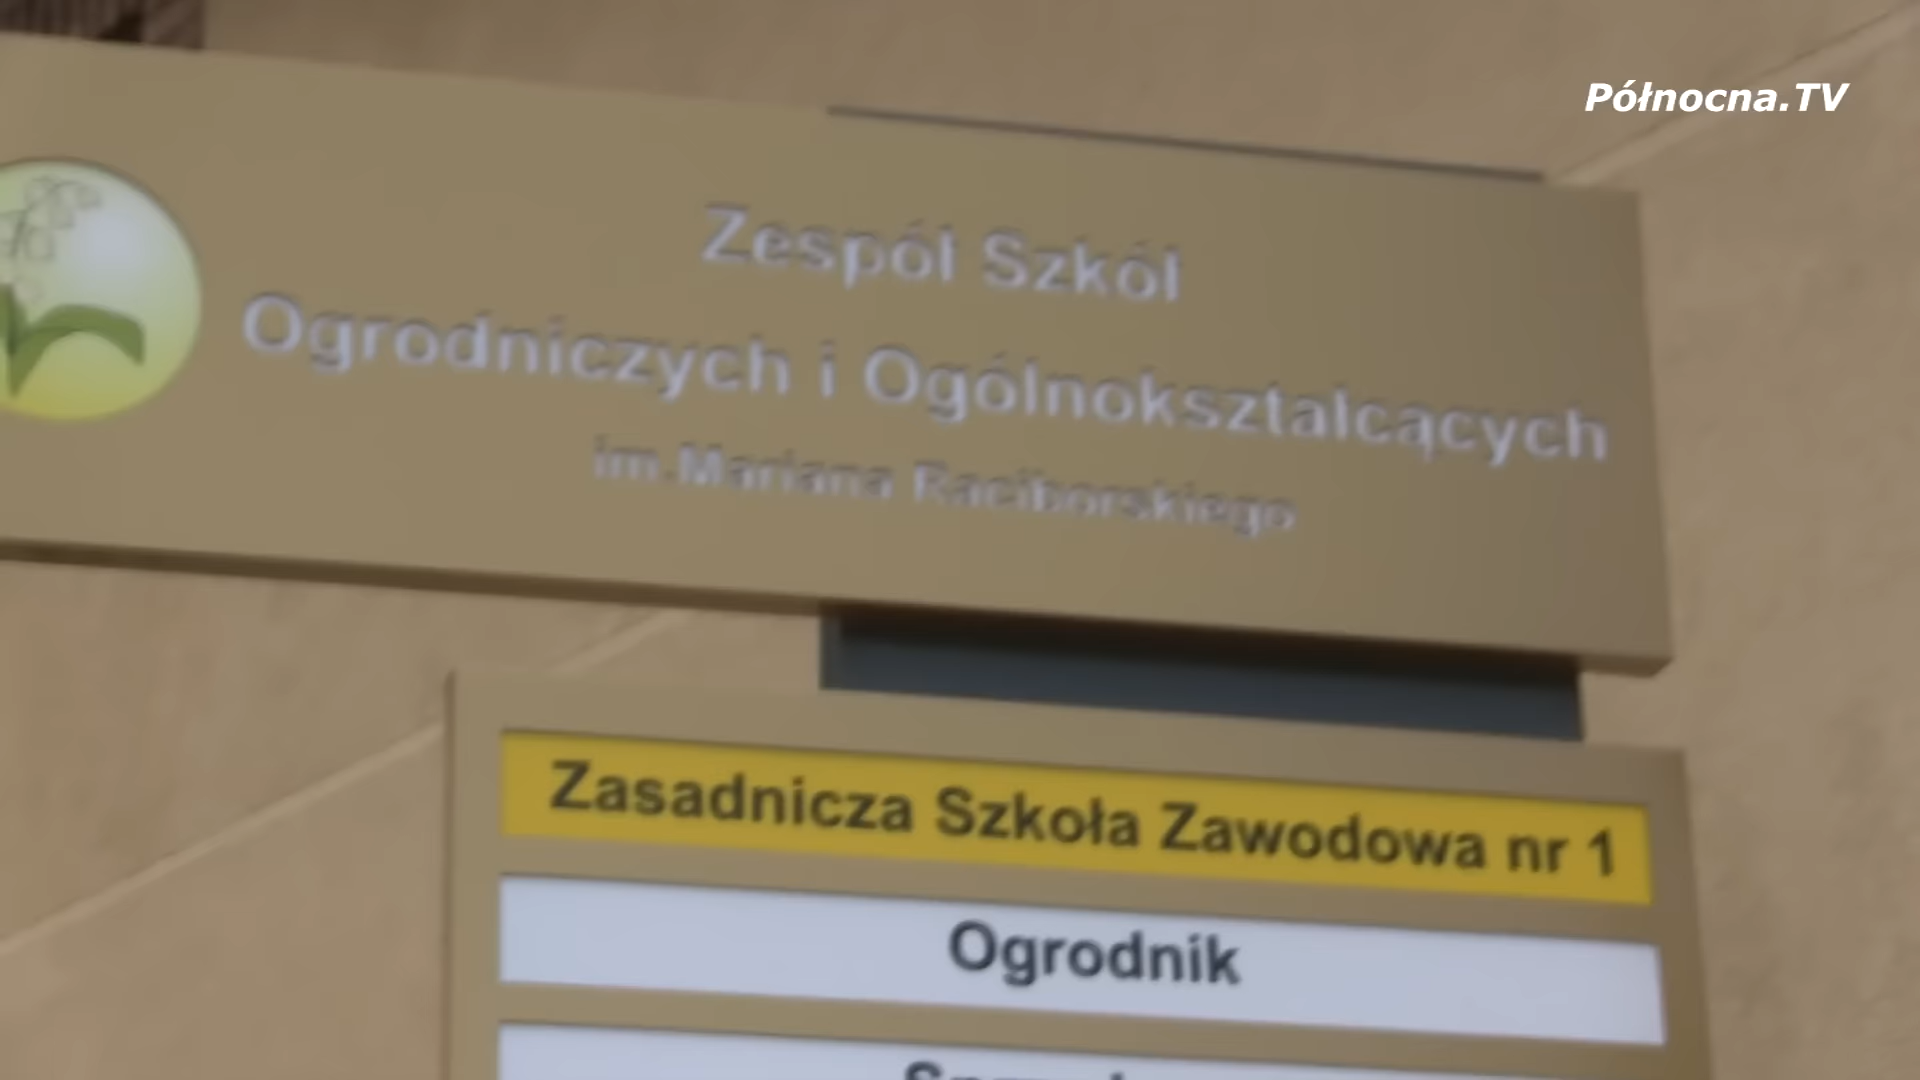 Północna.TV
Zespół Szkół
Ogrodniczych i Ogólnokształcących
im.Mariana Raciborskiego
Zasadnicza Szkoła Zawodowa nr 1
Ogrodnik